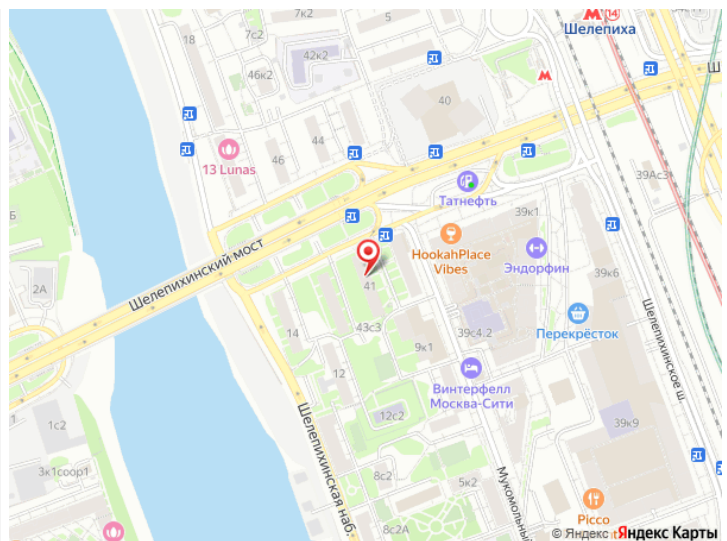 7к2
14
Шелепиха
18
7с2
42к2
46к2
40
44
46
13 Lunas
39Ас3
Татнефть
39к1
HookahPlace
Vibes
Эндорфин
39к6
Шелепихинский мост
2А
41
Перекрёсток
Шелепихинское ш.
14
43с3
39с4.2
9к1
12
Винтерфелл
Москва-Сити
12с2
39к9
1с2
3к1соор1
Шелепихинская наб.
8с2
5к2
Мукомольный
8с2А
Picco
© Яндекс Яндекс Карты